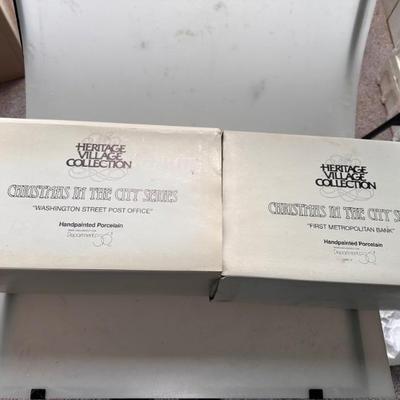 HERITAGE
VILLAGE
COLLECTION
CHRISTMAS IN THE CITY SERIES
"WASHINGTON STREET POST OFFICE"
Handpainted Porcelain
Department 56
HERITAGE
VILLAGE
COLLECTION
CHRISTMAS IN THE CITY SE
"FIRST METROPOLITAN BANK"
Handpainted Porcelain
Department 56